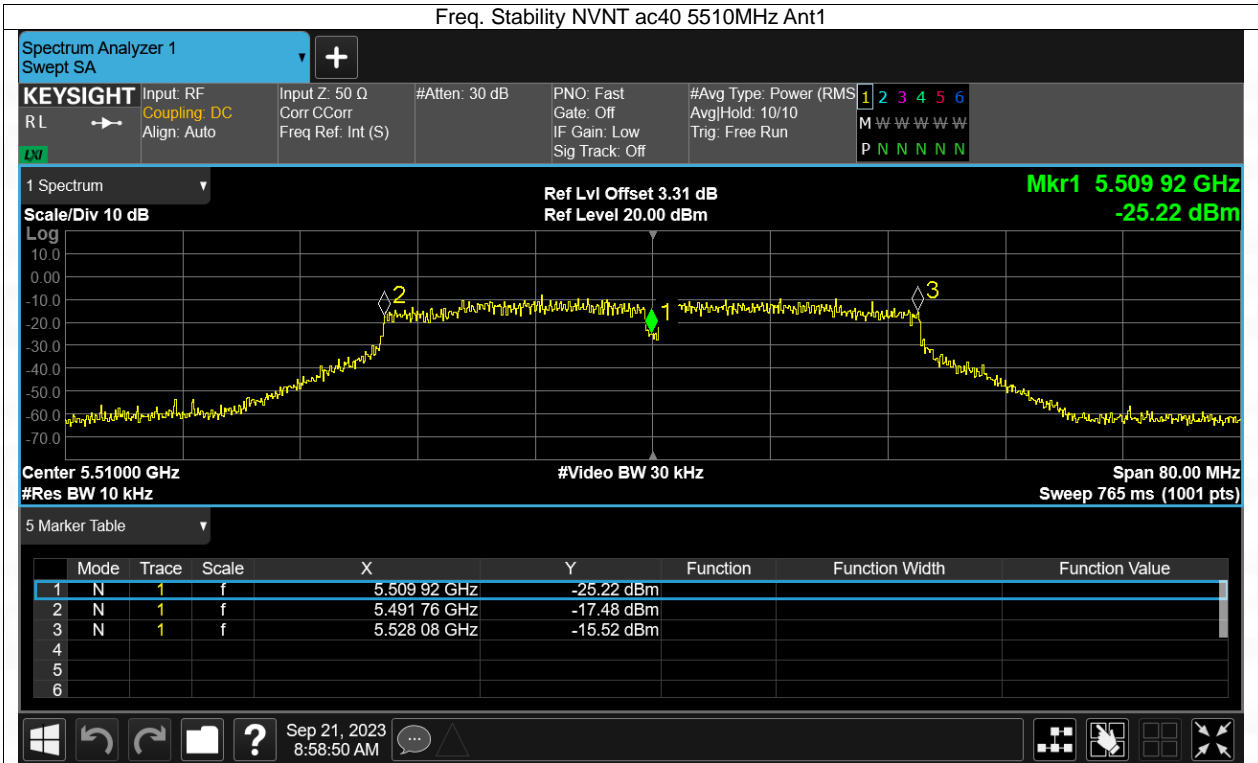 Freq. Stability NVNT ac40 5510MHz Ant1
Spectrum Analyzer 1
Swept SA
KEYSIGHT
RL
LXI
Input: RF
Coupling: DC
Align: Auto
Input Z: 50 Ω
Corr CCorr
Freq Ref: Int (S)
#Atten: 30 dB
PNO: Fast
Gate: Off
IF Gain: Low
Sig Track: Off
#Avg Type: Power (RMS
Avg|Hold: 10/10
Trig: Free Run
1 2 3 4 5 6
M W W W W W
P N N N N N
1 Spectrum
Scale/Div 10 dB
Ref Lvl Offset 3.31 dB
Ref Level 20.00 dBm
Mkr1 5.509 92 GHz
-25.22 dBm
Log
10.0
0.00
-10.0
-20.0
-30.0
-40.0
-50.0
-60.0
-70.0
2
1
3
Center 5.51000 GHz
#Res BW 10 kHz
#Video BW 30 kHz
Span 80.00 MHz
Sweep 765 ms (1001 pts)
5 Marker Table
Mode Trace Scale X Y Function Function Width Function Value
1 N 1 f 5.509 92 GHz -25.22 dBm
2 N 1 f 5.491 76 GHz -17.48 dBm
3 N 1 f 5.528 08 GHz -15.52 dBm
4
5
6
?
Sep 21, 2023
8:58:50 AM